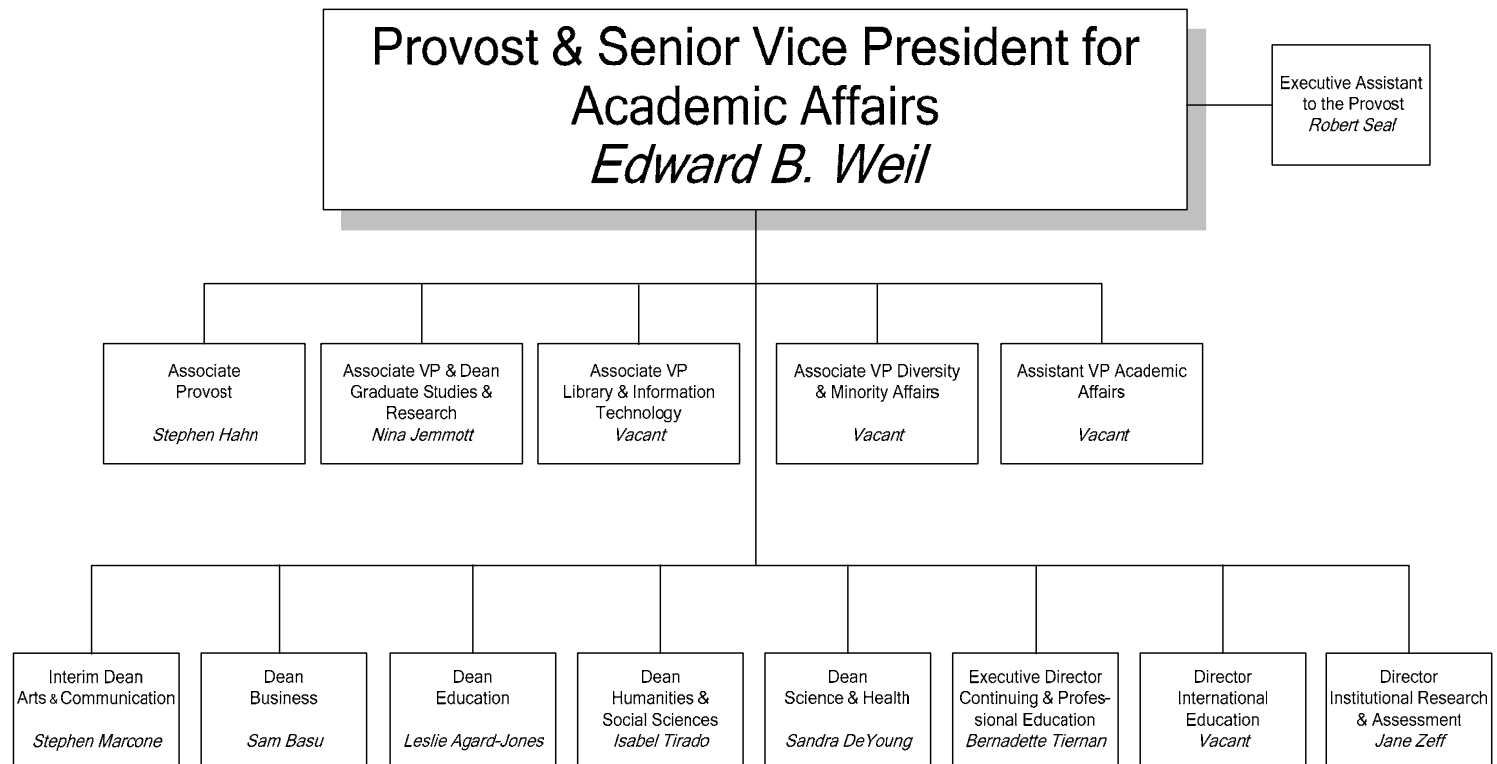 Provost & Senior Vice President for
Academic Affairs
Edward B. Weil
Executive Assistant
to the Provost
Robert Seal
Associate
Provost
Stephen Hahn
Associate VP & Dean
Graduate Studies &
Research
Nina Jemmott
Associate VP
Library & Information
Technology
Vacant
Associate VP Diversity
& Minority Affairs
Vacant
Assistant VP Academic
Affairs
Vacant
Interim Dean
Arts & Communication
Stephen Marcone
Dean
Business
Sam Basu
Dean
Education
Leslie Agard-Jones
Dean
Humanities &
Social Sciences
Isabel Tirado
Dean
Science & Health
Sandra DeYoung
Executive Director
Continuing & Profes-
sional Education
Bernadette Tiernan
Director
International
Education
Vacant
Director
Institutional Research
& Assessment
Jane Zeff